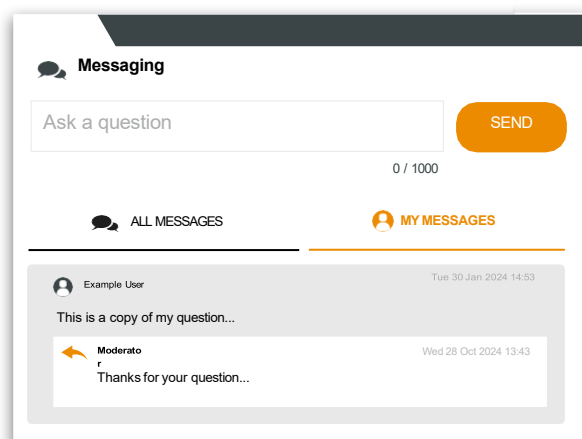 Messaging
Ask a question
SEND
0 / 1000
ALL MESSAGES
MY MESSAGES
Example User
Tue 30 Jan 2024 14:53
This is a copy of my question...
Moderato
r
Wed 28 Oct 2024 13:43
Thanks for your question...